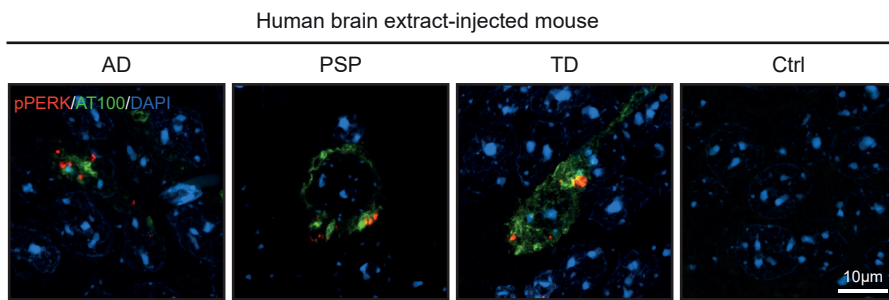 Human brain extract-injected mouse
AD PSP TD Ctrl
pPERK/AT100/DAPI
10μm